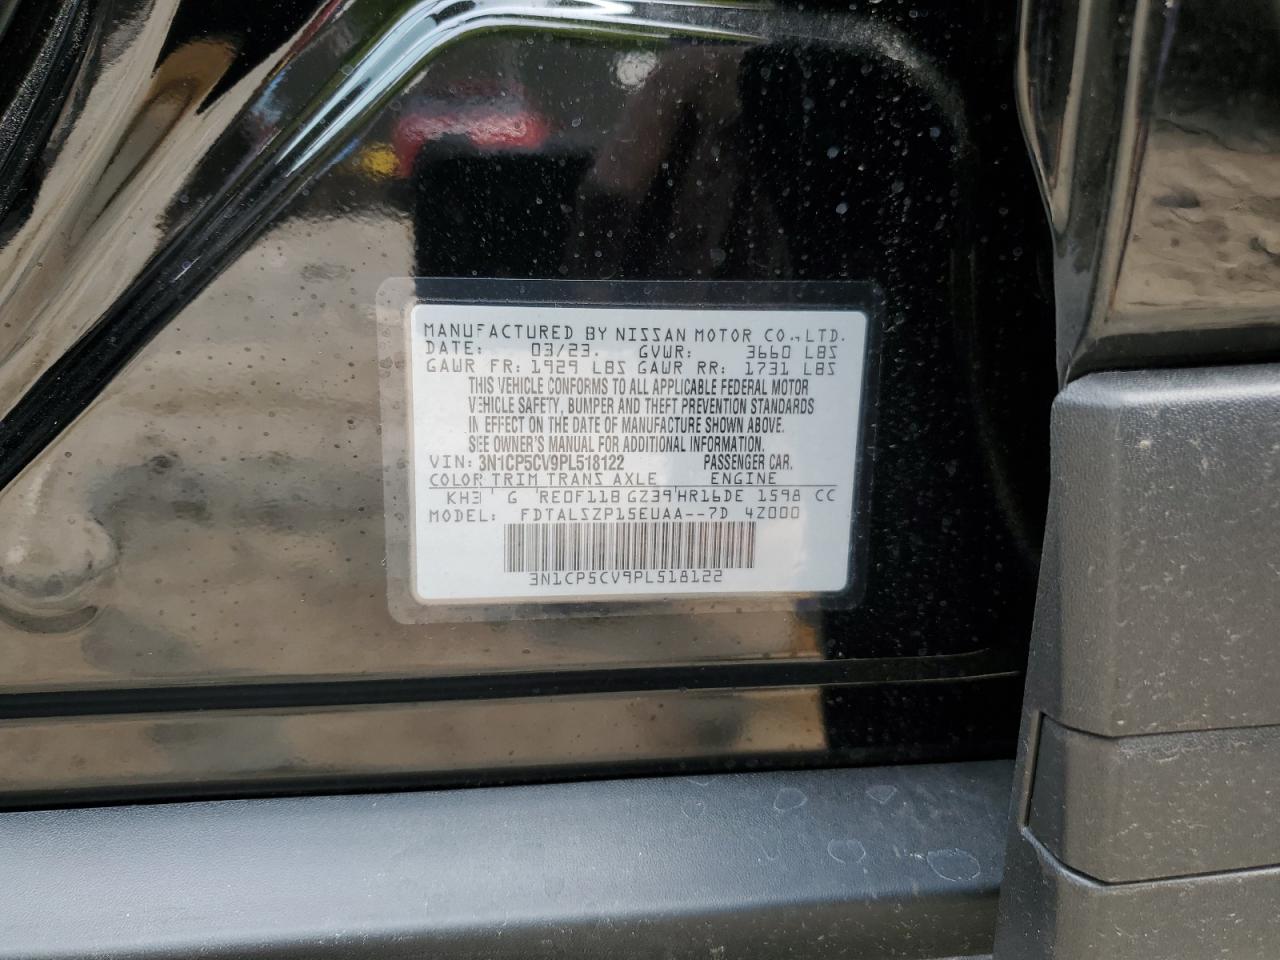 MANUFACTURED BY NISSAN MOTOR CO.,LTD.
DATE: 03/23. GVWR: 3660 LBS
GAWR FR: 1929 LBS GAWR RR: 1731 LBS
THIS VEHICLE CONFORMS TO ALL APPLICABLE FEDERAL MOTOR
VEHICLE SAFETY, BUMPER AND THEFT PREVENTION STANDARDS
IN EFFECT ON THE DATE OF MANUFACTURE SHOWN ABOVE.
SEE OWNER'S MANUAL FOR ADDITIONAL INFORMATION.
VIN: 3N1CP5CV9PL518122 PASSENGER CAR.
COLOR TRIM TRANS AXLE ENGINE
KH3 G RE0F11B GZ39 HR16DE 1598 CC
MODEL: FDTALSZP15EUAA--7D 4Z000
3N1CP5CV9PL518122